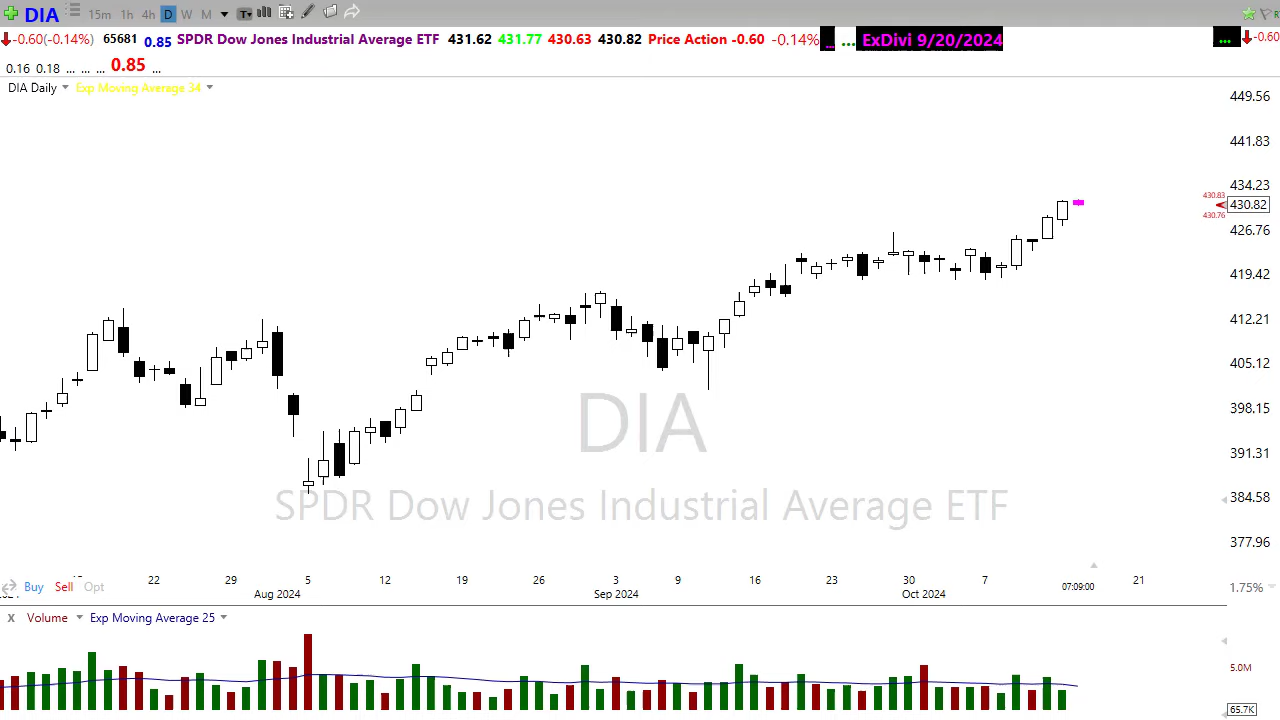 DIA 15m 1h 4h D W M T
-0.60(-0.14%) 65681 0.85 SPDR Dow Jones Industrial Average ETF 431.62 431.77 430.63 430.82 Price Action -0.60 -0.14% ... ... ExDivi 9/20/2024 ... -0.60
0.16 0.18 ... ... ... 0.85 ...
DIA Daily Exp Moving Average 34
449.56
441.83
434.23
430.83
430.82
430.76
426.76
419.42
412.21
405.12
398.15
391.31
384.58
377.96
DIA
SPDR Dow Jones Industrial Average ETF
22 29 5 12 19 26 3 9 16 23 30 7 21
Buy Sell Opt 07:09:00 1.75%
Aug 2024 Sep 2024 Oct 2024
X Volume Exp Moving Average 25
5.0M
65.7K